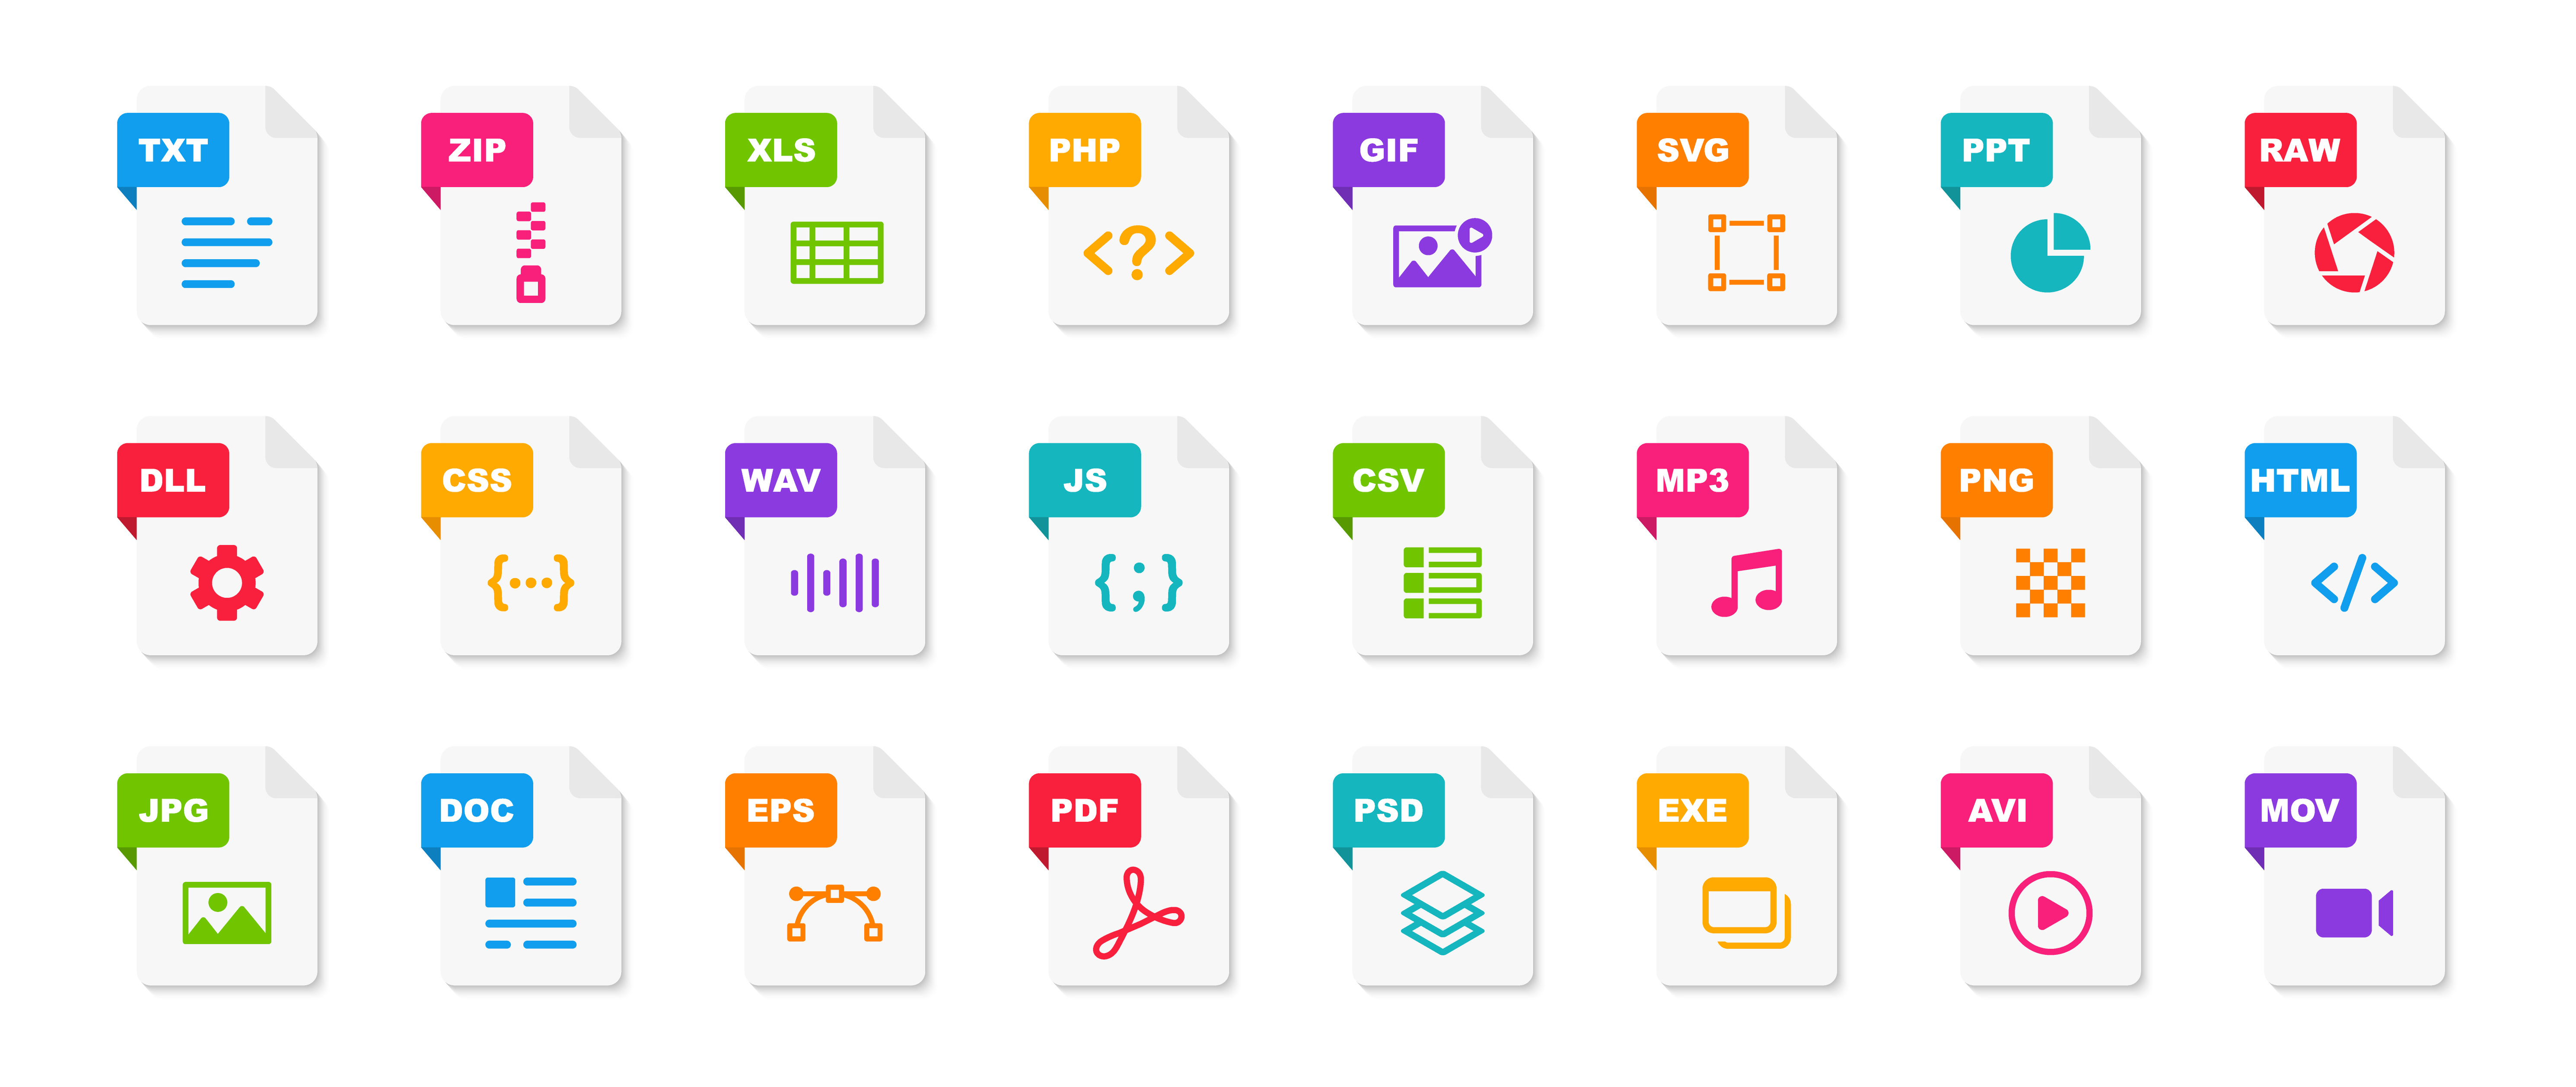 TXT ZIP XLS PHP GIF SVG PPT RAW
<?>
DLL CSS WAV JS CSV MP3 PNG HTML
{...} {;} </>
JPG DOC EPS PDF PSD EXE AVI MOV